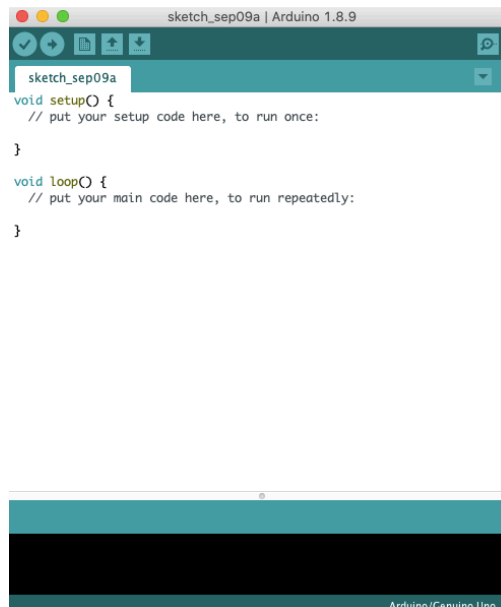 sketch_sep09a | Arduino 1.8.9
sketch_sep09a
void setup() {
  // put your setup code here, to run once:
}
void loop() {
  // put your main code here, to run repeatedly:
}
Arduino/Genuino Uno